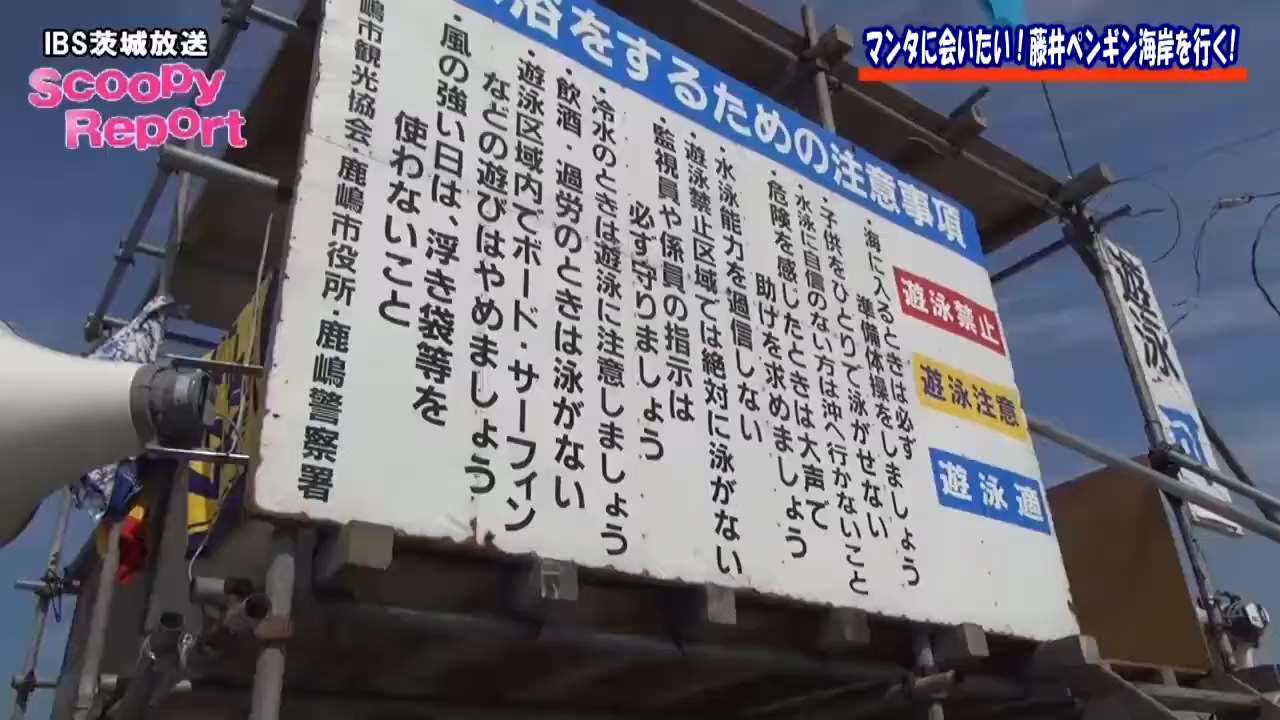 IBS茨城放送
Scoopy
Report
マンタに会いたい!藤井ペンギン海岸を行く!
浴をするための注意事項
遊泳禁止
遊泳注意
遊泳適
・海に入るときは必ず
準備体操をしましょう
・子供をひとりで泳がせない
・水泳に自信のない方は沖へ行かないこと
・危険を感じたときは大声で
助けを求めましょう
・水泳能力を過信しない
・遊泳禁止区域では絶対に泳がない
・監視員や係員の指示は
必ず守りましょう
・冷水のときは遊泳に注意しましょう
・飲酒・過労のときは泳がない
・遊泳区域内でボード・サーフィン
などの遊びはやめましょう
・風の強い日は、浮き袋等を
使わないこと
嶋市観光協会・鹿嶋市役所・鹿嶋警察署
遊泳
可